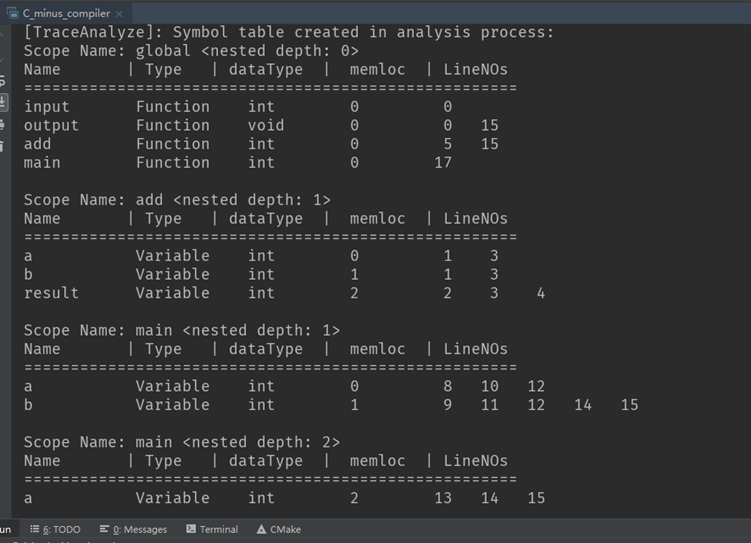 C_minus_compiler ×
[TraceAnalyze]: Symbol table created in analysis process:
Scope Name: global <nested depth: 0>
Name | Type | dataType | memloc | LineNOs
=====================================================
input Function int 0 0
output Function void 0 0 15
add Function int 0 5 15
main Function int 0 17
Scope Name: add <nested depth: 1>
Name | Type | dataType | memloc | LineNOs
=====================================================
a Variable int 0 1 3
b Variable int 1 1 3
result Variable int 2 2 3 4
Scope Name: main <nested depth: 1>
Name | Type | dataType | memloc | LineNOs
=====================================================
a Variable int 0 8 10 12
b Variable int 1 9 11 12 14 15
Scope Name: main <nested depth: 2>
Name | Type | dataType | memloc | LineNOs
=====================================================
a Variable int 2 13 14 15
un 6: TODO 0: Messages Terminal CMake